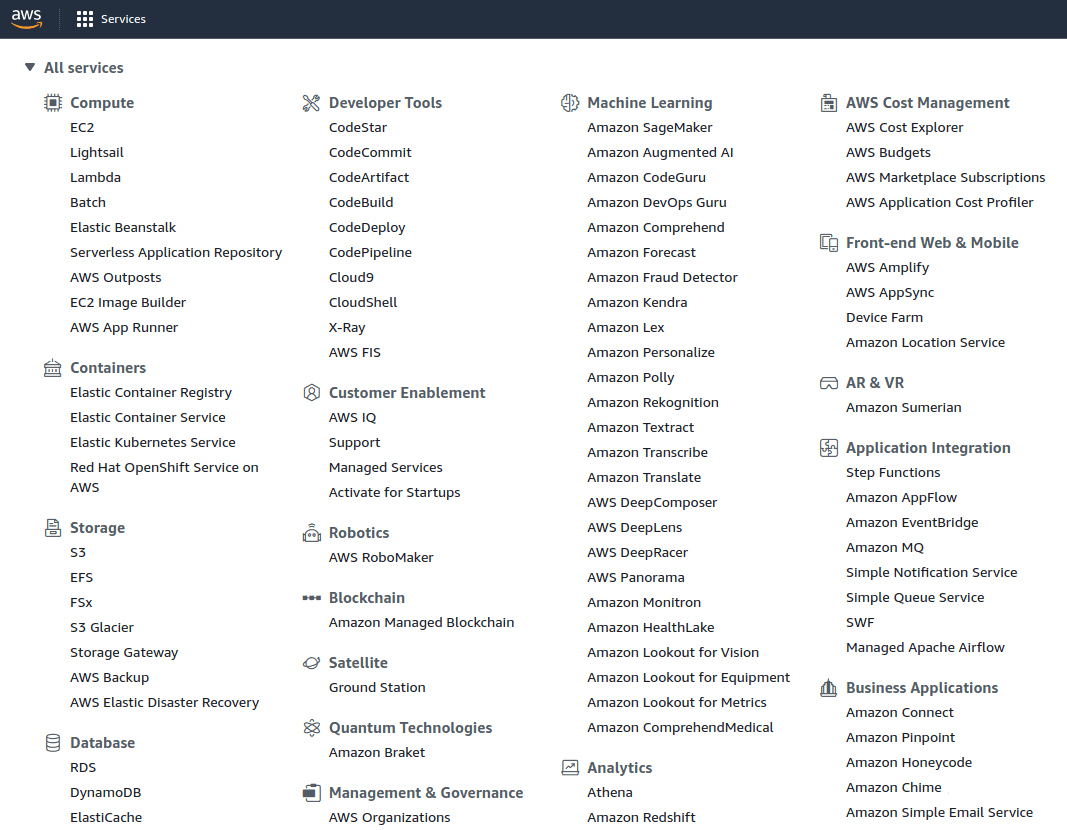 aws
Services
All services
Compute
EC2
Lightsail
Lambda
Batch
Elastic Beanstalk
Serverless Application Repository
AWS Outposts
EC2 Image Builder
AWS App Runner
Containers
Elastic Container Registry
Elastic Container Service
Elastic Kubernetes Service
Red Hat OpenShift Service on
AWS
Storage
S3
EFS
FSx
S3 Glacier
Storage Gateway
AWS Backup
AWS Elastic Disaster Recovery
Database
RDS
DynamoDB
ElastiCache
Developer Tools
CodeStar
CodeCommit
CodeArtifact
CodeBuild
CodeDeploy
CodePipeline
Cloud9
CloudShell
X-Ray
AWS FIS
Customer Enablement
AWS IQ
Support
Managed Services
Activate for Startups
Robotics
AWS RoboMaker
Blockchain
Amazon Managed Blockchain
Satellite
Ground Station
Quantum Technologies
Amazon Braket
Management & Governance
AWS Organizations
Machine Learning
Amazon SageMaker
Amazon Augmented AI
Amazon CodeGuru
Amazon DevOps Guru
Amazon Comprehend
Amazon Forecast
Amazon Fraud Detector
Amazon Kendra
Amazon Lex
Amazon Personalize
Amazon Polly
Amazon Rekognition
Amazon Textract
Amazon Transcribe
Amazon Translate
AWS DeepComposer
AWS DeepLens
AWS DeepRacer
AWS Panorama
Amazon Monitron
Amazon HealthLake
Amazon Lookout for Vision
Amazon Lookout for Equipment
Amazon Lookout for Metrics
Amazon ComprehendMedical
Analytics
Athena
Amazon Redshift
AWS Cost Management
AWS Cost Explorer
AWS Budgets
AWS Marketplace Subscriptions
AWS Application Cost Profiler
Front-end Web & Mobile
AWS Amplify
AWS AppSync
Device Farm
Amazon Location Service
AR & VR
Amazon Sumerian
Application Integration
Step Functions
Amazon AppFlow
Amazon EventBridge
Amazon MQ
Simple Notification Service
Simple Queue Service
SWF
Managed Apache Airflow
Business Applications
Amazon Connect
Amazon Pinpoint
Amazon Honeycode
Amazon Chime
Amazon Simple Email Service